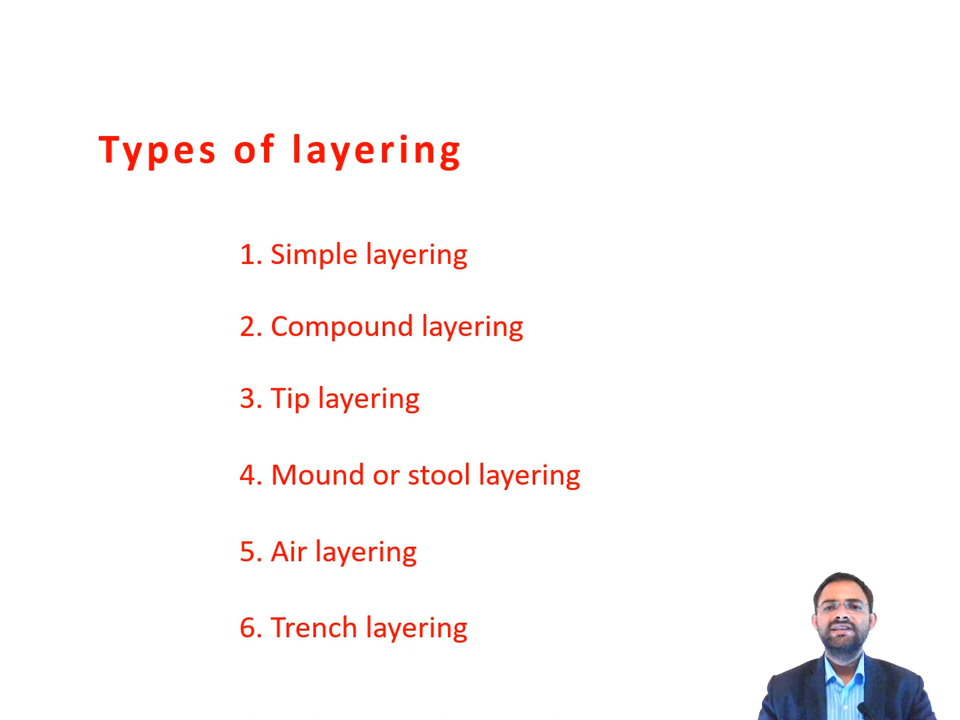 Types of layering
1. Simple layering
2. Compound layering
3. Tip layering
4. Mound or stool layering
5. Air layering
6. Trench layering